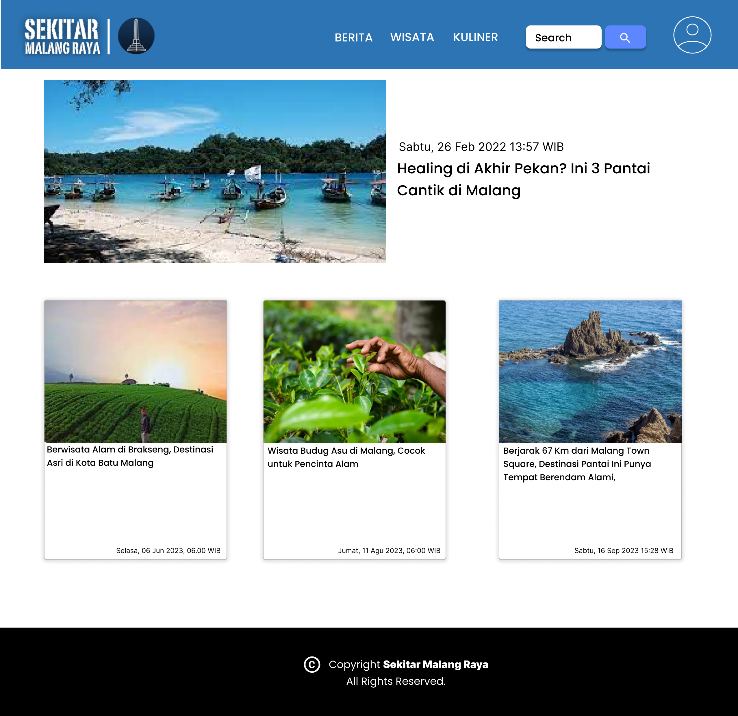 SEKITAR
MALANG RAYA
BERITA WISATA KULINER Search
Sabtu, 26 Feb 2022 13:57 WIB
Healing di Akhir Pekan? Ini 3 Pantai
Cantik di Malang
Berwisata Alam di Brakseng, Destinasi
Asri di Kota Batu Malang
Selasa, 06 Jun 2023, 06.00 WIB
Wisata Budug Asu di Malang, Cocok
untuk Pencinta Alam
Jumat, 11 Agu 2023, 06:00 WIB
Berjarak 67 Km dari Malang Town
Square, Destinasi Pantai Ini Punya
Tempat Berendam Alami,
Sabtu, 16 Sep 2023 15:28 WIB
© Copyright Sekitar Malang Raya
All Rights Reserved.